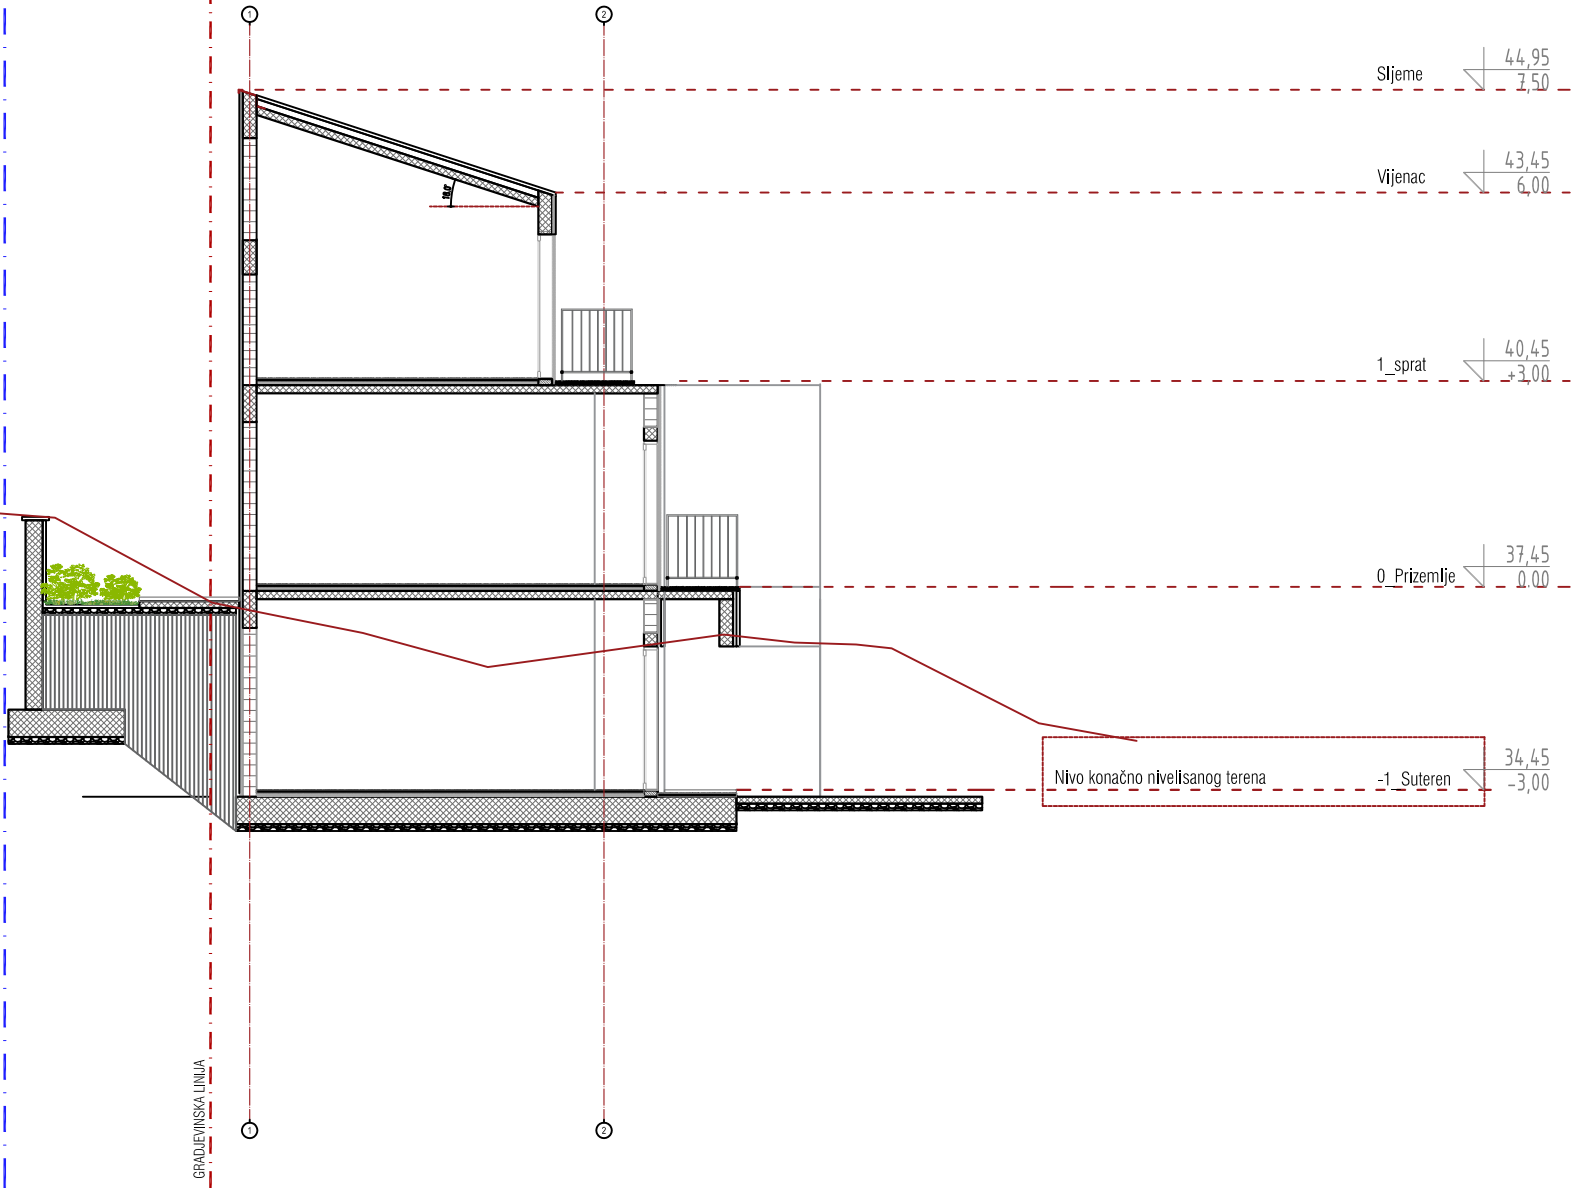 1
2
Sljeme
44,95
7,50
Vijenac
43,45
6,00
1_sprat
40,45
+3,00
0_Prizemlje
37,45
0.00
Nivo konačno nivelisanog terena
-1_Suteren
34,45
-3,00
GRADJEVINSKA LINIJA
1
2